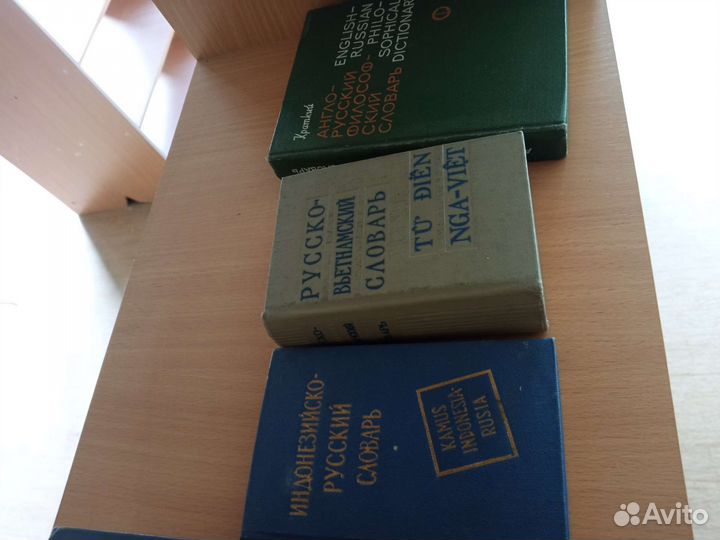 Краткий
АНГЛО-
РУССКИЙ
ФИЛОСОФ-
СКИЙ
СЛОВАРЬ
ENGLISH-
RUSSIAN
PHILO-
SOPHICAL
DICTIONARY
РУССКО-
ВЬЕТНАМСКИЙ
СЛОВАРЬ
TỪ ĐIỂN
NGA-VIỆT
ИНДОНЕЗИЙСКО-
РУССКИЙ
СЛОВАРЬ
KAMUS
INDONESIA-
RUSIA
Avito